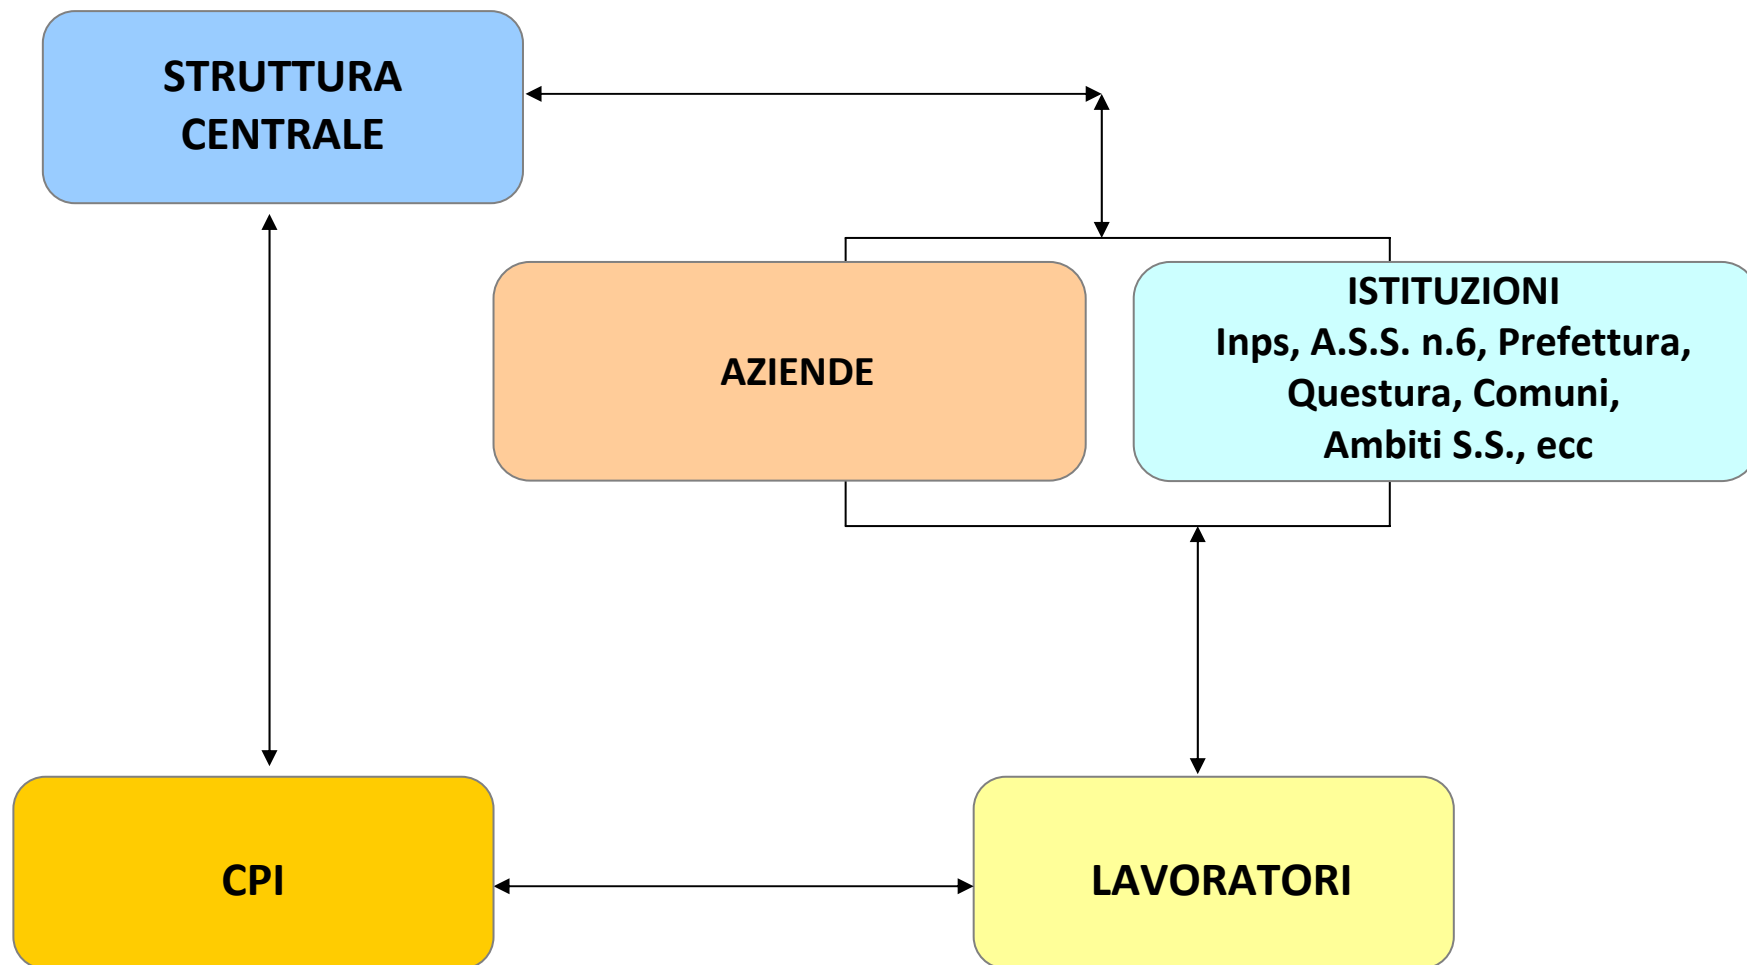 STRUTTURA
CENTRALE
AZIENDE
ISTITUZIONI
Inps, A.S.S. n.6, Prefettura,
Questura, Comuni,
Ambiti S.S., ecc
CPI
LAVORATORI